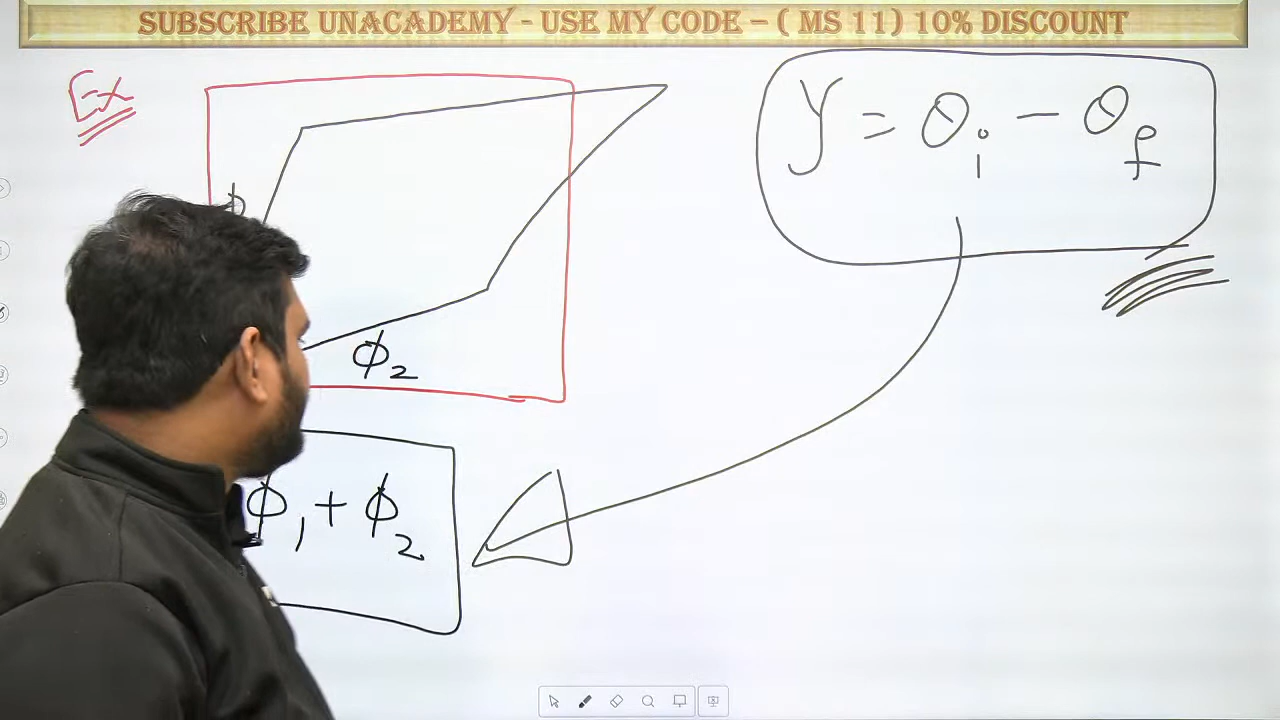 SUBSCRIBE UNACADEMY - USE MY CODE – ( MS 11) 10% DISCOUNT
Ex
γ = θi - θf
ϕ2
ϕ1 + ϕ2